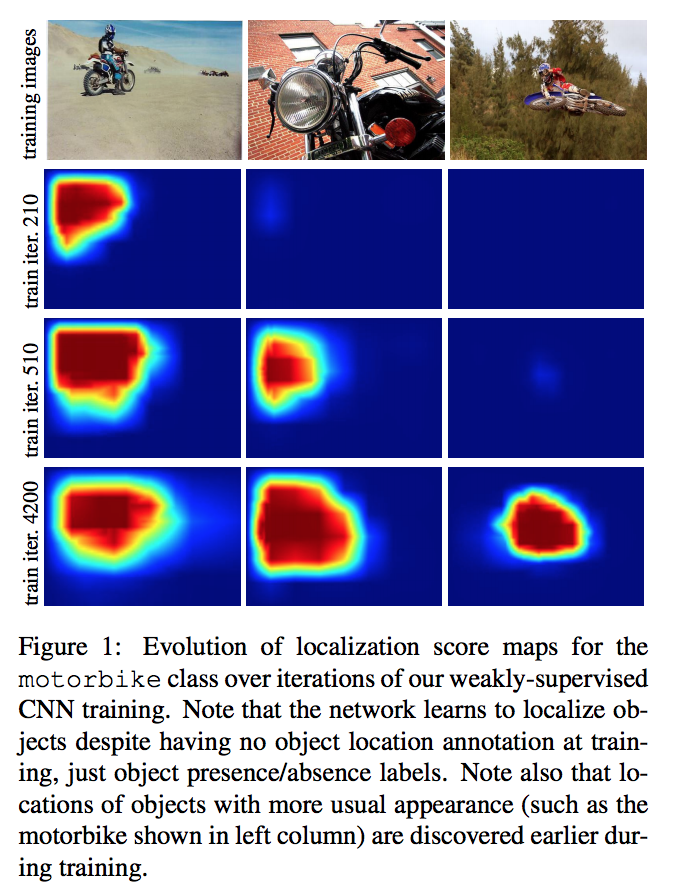 training images
train iter. 210
train iter. 510
train iter. 4200
Figure 1: Evolution of localization score maps for the
motorbike class over iterations of our weakly-supervised
CNN training. Note that the network learns to localize ob-
jects despite having no object location annotation at train-
ing, just object presence/absence labels. Note also that lo-
cations of objects with more usual appearance (such as the
motorbike shown in left column) are discovered earlier dur-
ing training.